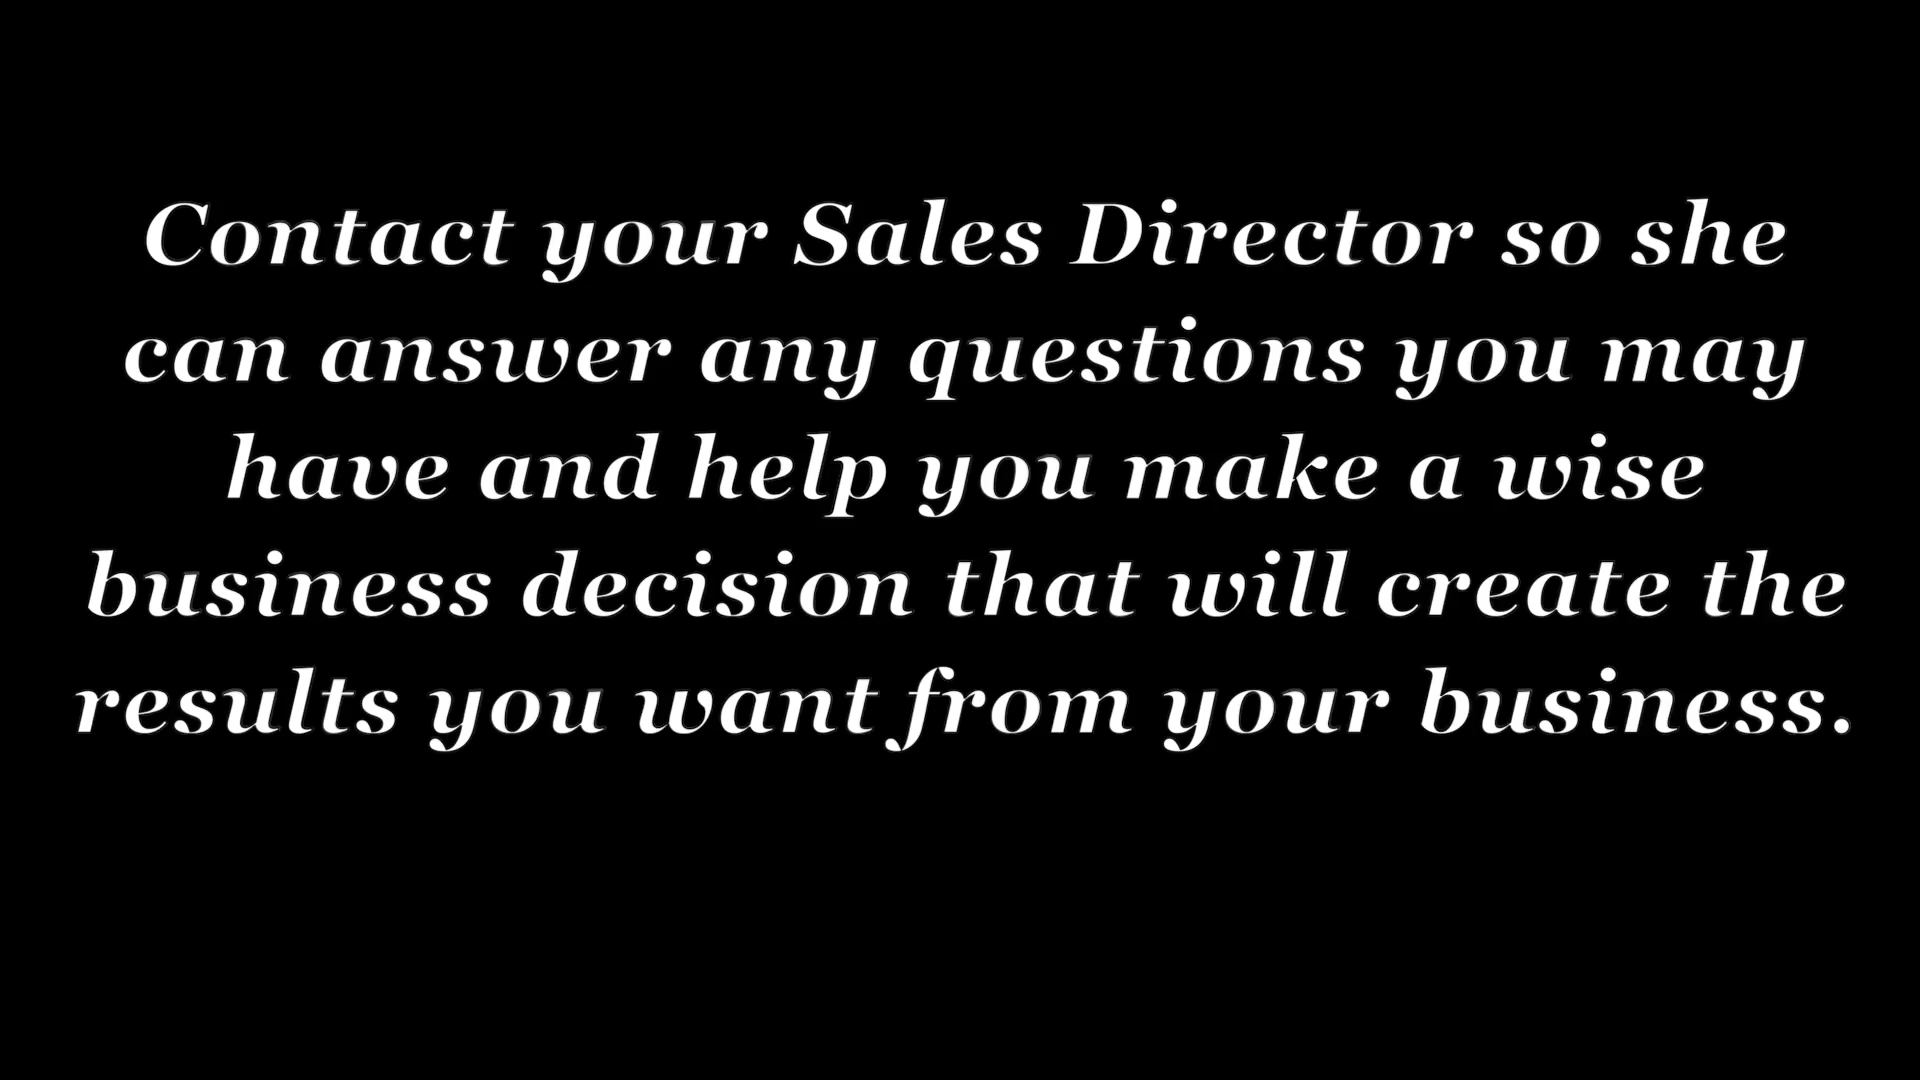 Contact your Sales Director so she
can answer any questions you may
have and help you make a wise
business decision that will create the
results you want from your business.